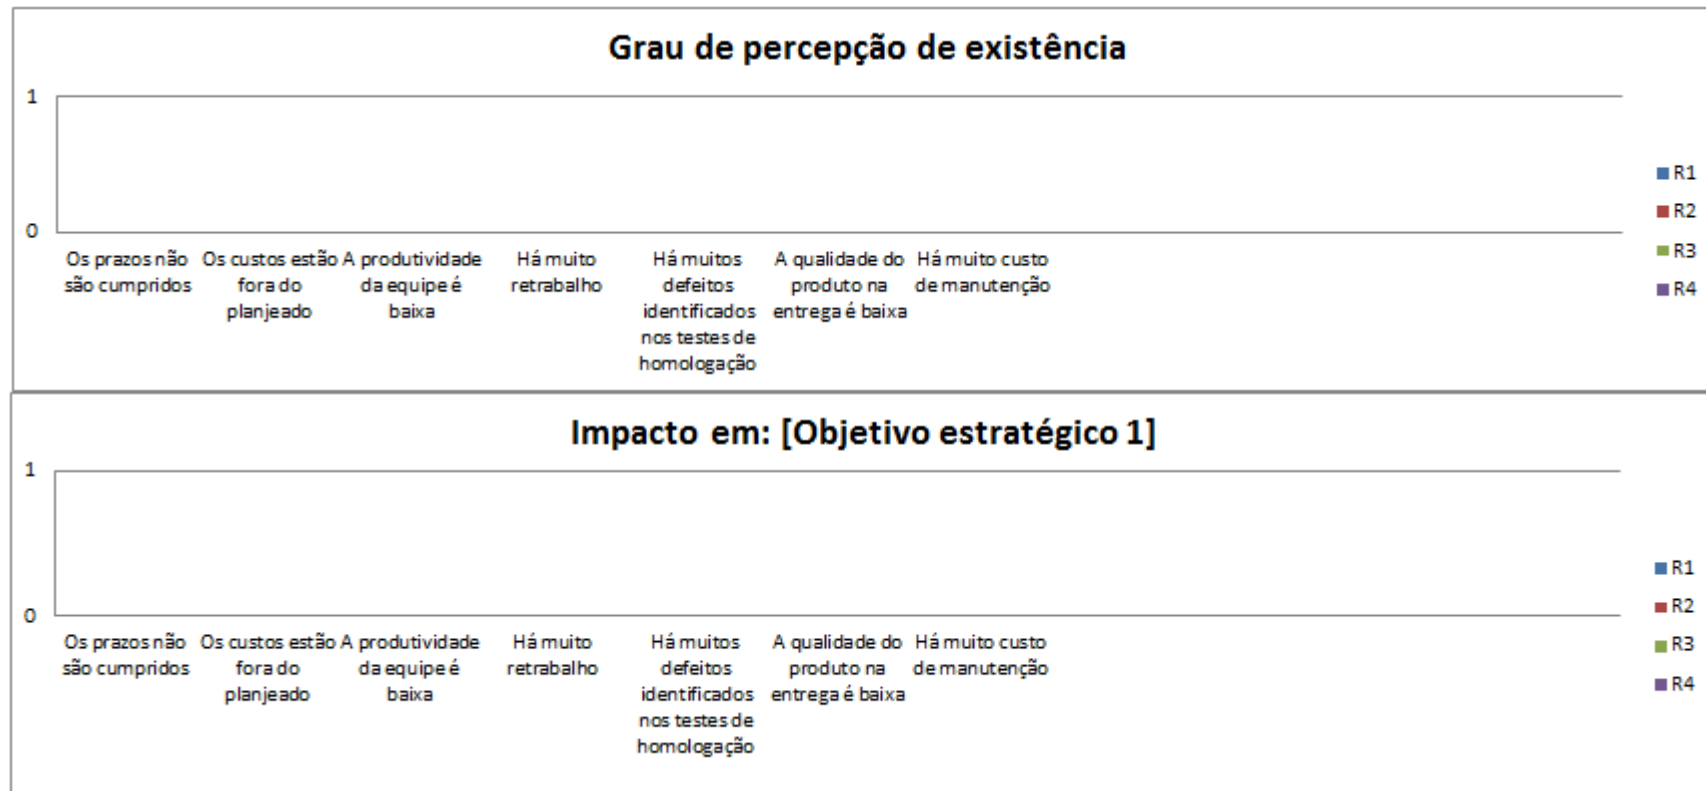 Grau de percepção de existência
1
0
Os prazos não
são cumpridos
Os custos estão
fora do
planjeado
A produtividade
da equipe é
baixa
Há muito
retrabalho
Há muitos
defeitos
identificados
nos testes de
homologação
A qualidade do
produto na
entrega é baixa
Há muito custo
de manutenção
R1
R2
R3
R4
Impacto em: [Objetivo estratégico 1]
1
0
Os prazos não
são cumpridos
Os custos estão
fora do
planjeado
A produtividade
da equipe é
baixa
Há muito
retrabalho
Há muitos
defeitos
identificados
nos testes de
homologação
A qualidade do
produto na
entrega é baixa
Há muito custo
de manutenção
R1
R2
R3
R4